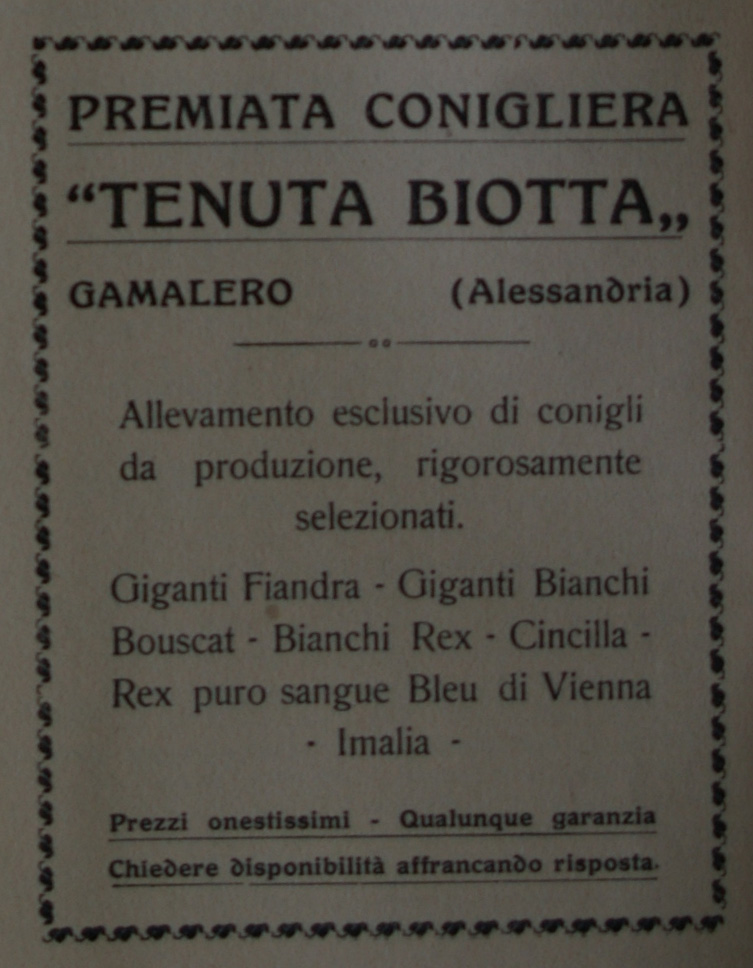 PREMIATA CONIGLIERA
“TENUTA BIOTTA„
GAMALERO (Alessandria)
Allevamento esclusivo di conigli
da produzione, rigorosamente
selezionati.
Giganti Fiandra - Giganti Bianchi
Bouscat - Bianchi Rex - Cincilla -
Rex puro sangue Bleu di Vienna
- Imalia -
Prezzi onestissimi - Qualunque garanzia
Chiedere disponibilità affrancando risposta.